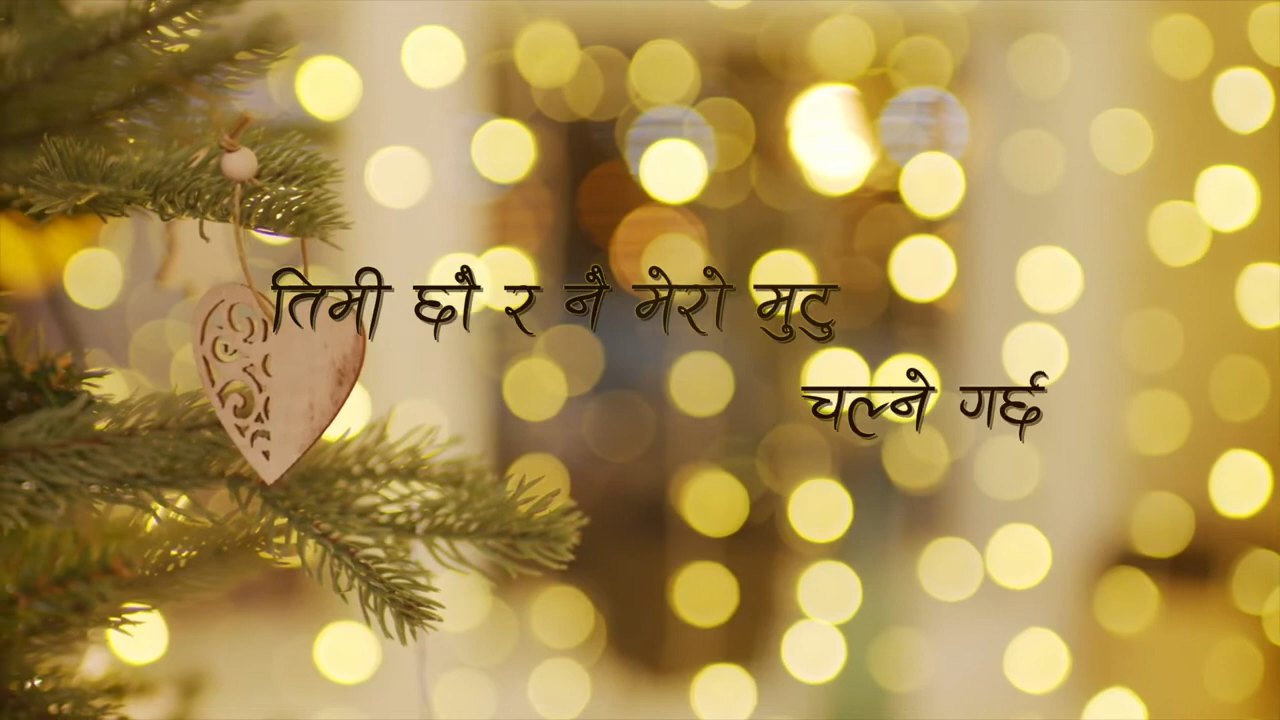 तिमी छौ र नै मेरो मुटु
चल्ने गर्छ